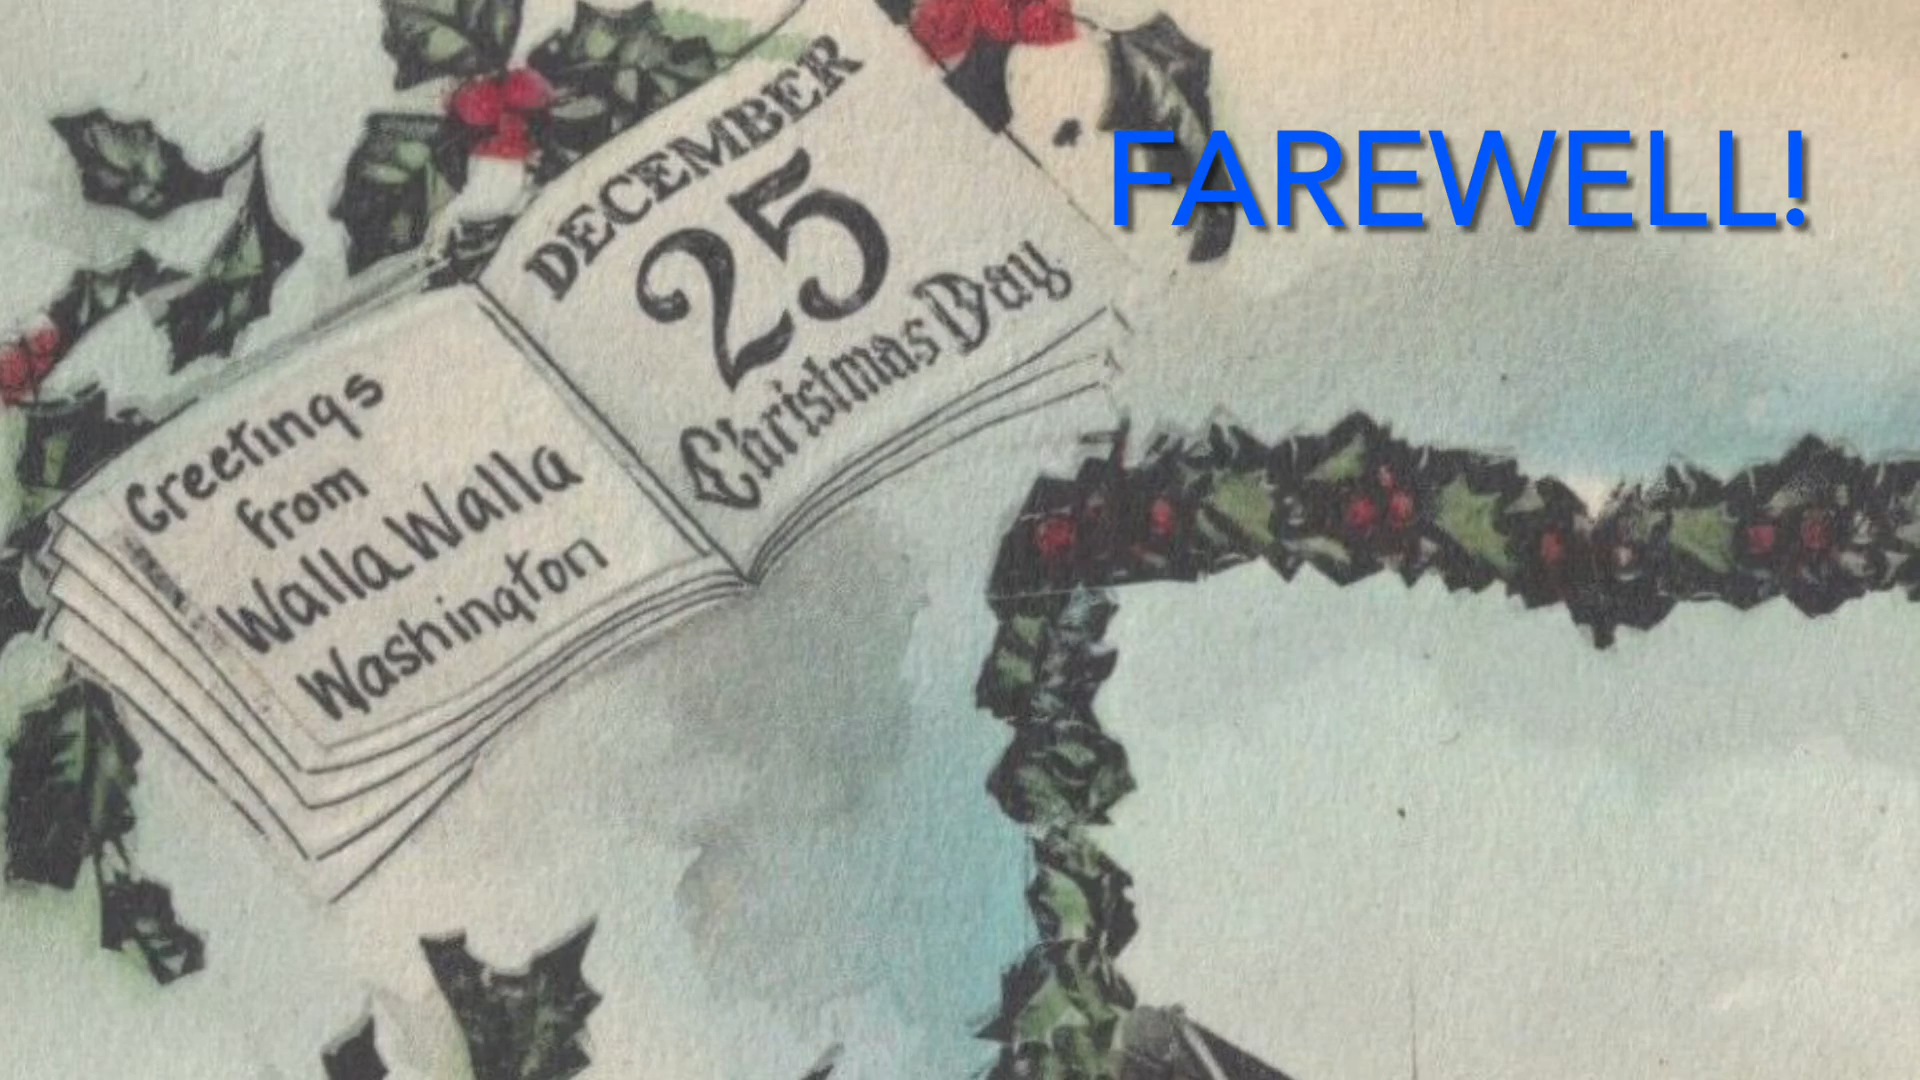 FAREWELL!
DECEMBER
25
Christmas Day
Greetings
from
Walla Walla
Washington